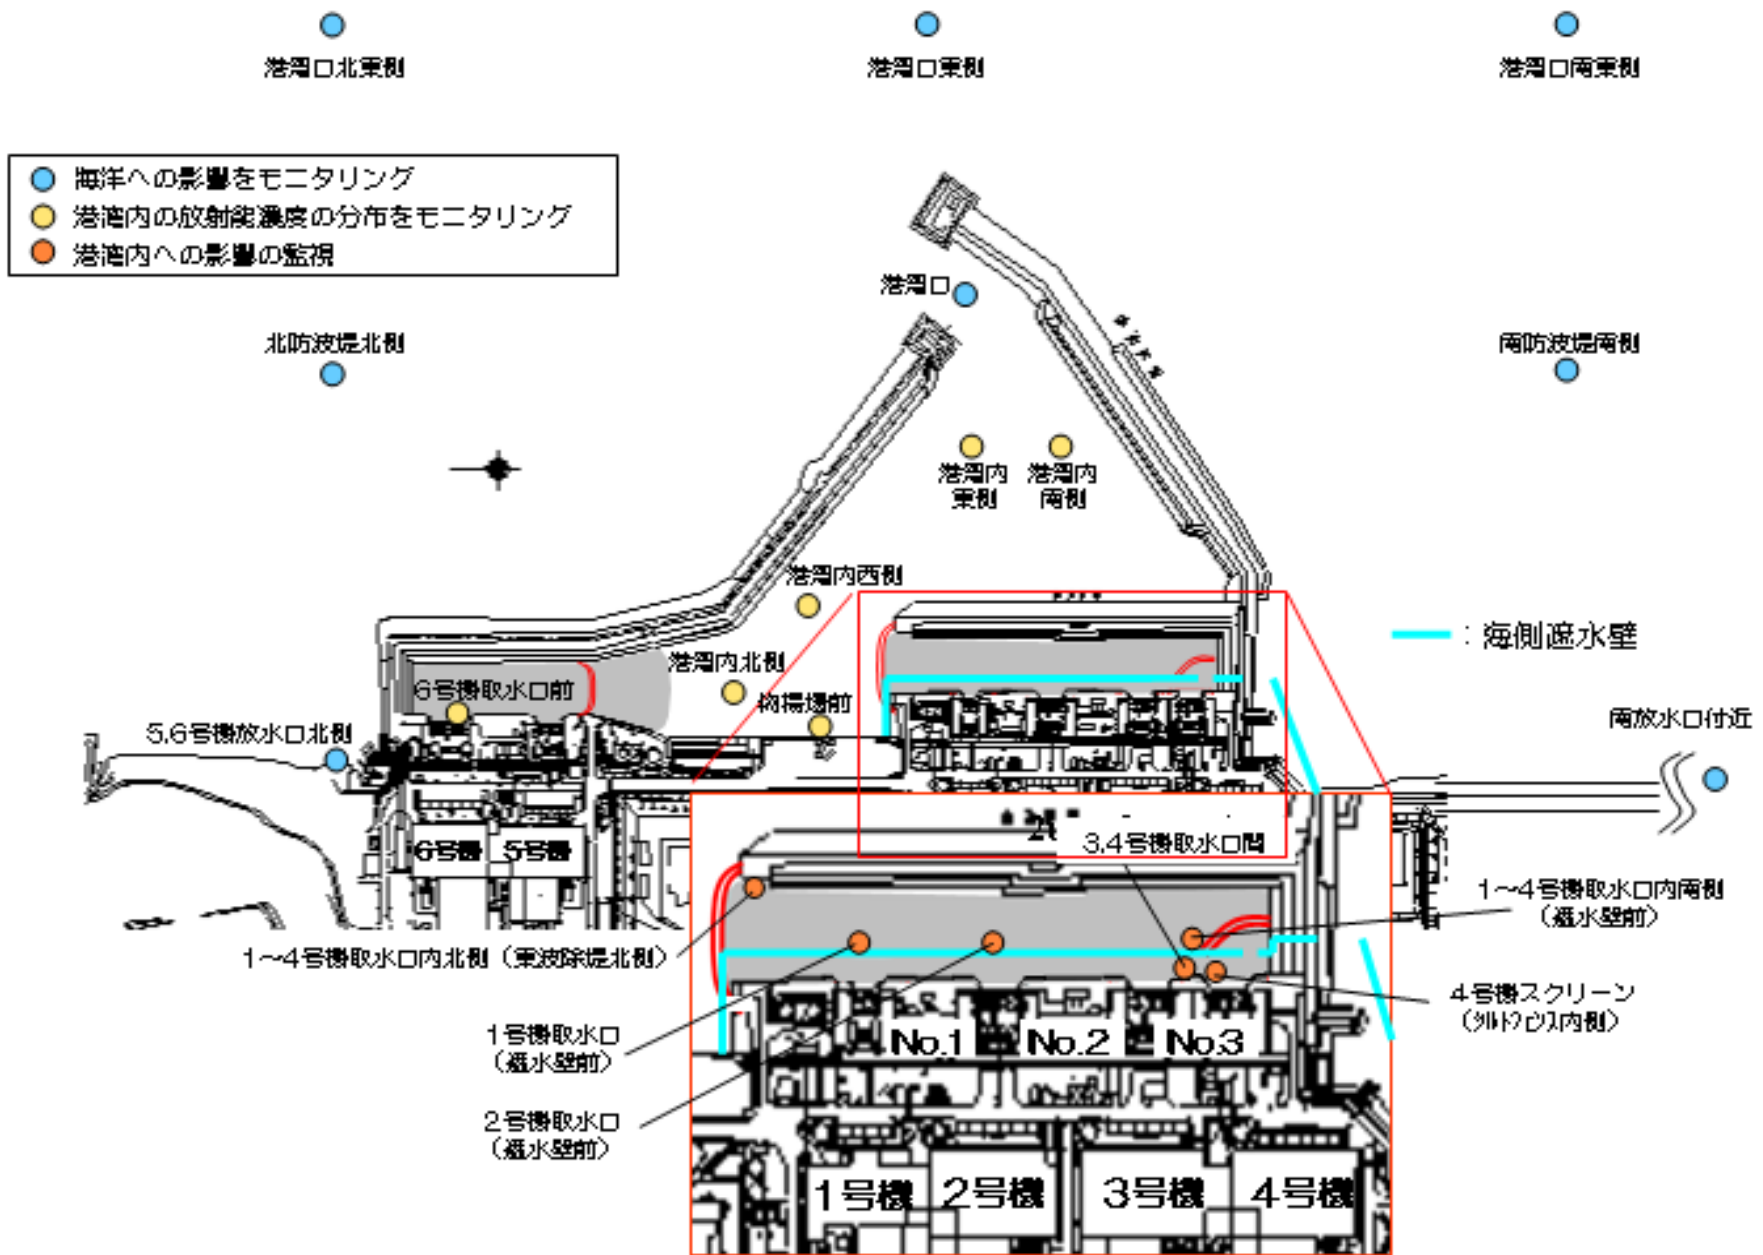 港湾口北東側
港湾口東側
港湾口南東側
海洋への影響をモニタリング
港湾内の放射能濃度の分布をモニタリング
港湾内への影響の監視
港湾口
北防波堤北側
南防波堤南側
港湾内
東側
港湾内
南側
港湾内西側
：海側遮水壁
港湾内北側
6号機取水口前
物揚場前
5,6号機放水口北側
南放水口付近
6号機
5号機
3,4号機取水口間
1～4号機取水口内南側
（遮水壁前）
1～4号機取水口内北側（東波除堤北側）
4号機スクリーン
（シルトフェンス内側）
1号機取水口
（遮水壁前）
No.1
No.2
No.3
2号機取水口
（遮水壁前）
1号機
2号機
3号機
4号機